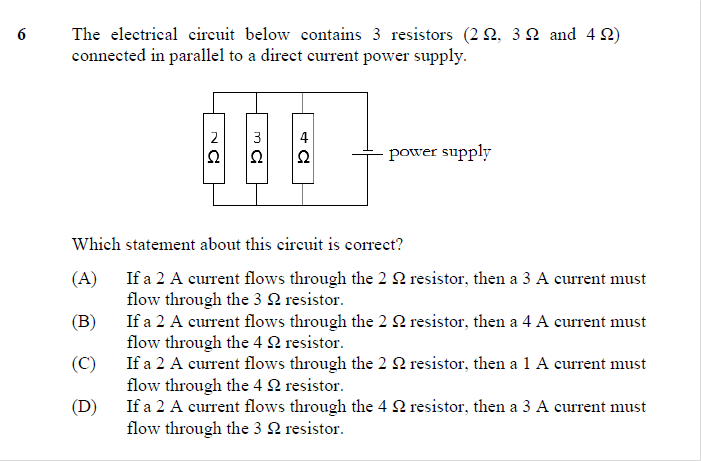 6 The electrical circuit below contains 3 resistors (2 Ω, 3 Ω and 4 Ω)
connected in parallel to a direct current power supply.
2 Ω
3 Ω
4 Ω
power supply
Which statement about this circuit is correct?
(A) If a 2 A current flows through the 2 Ω resistor, then a 3 A current must
flow through the 3 Ω resistor.
(B) If a 2 A current flows through the 2 Ω resistor, then a 4 A current must
flow through the 4 Ω resistor.
(C) If a 2 A current flows through the 2 Ω resistor, then a 1 A current must
flow through the 4 Ω resistor.
(D) If a 2 A current flows through the 4 Ω resistor, then a 3 A current must
flow through the 3 Ω resistor.